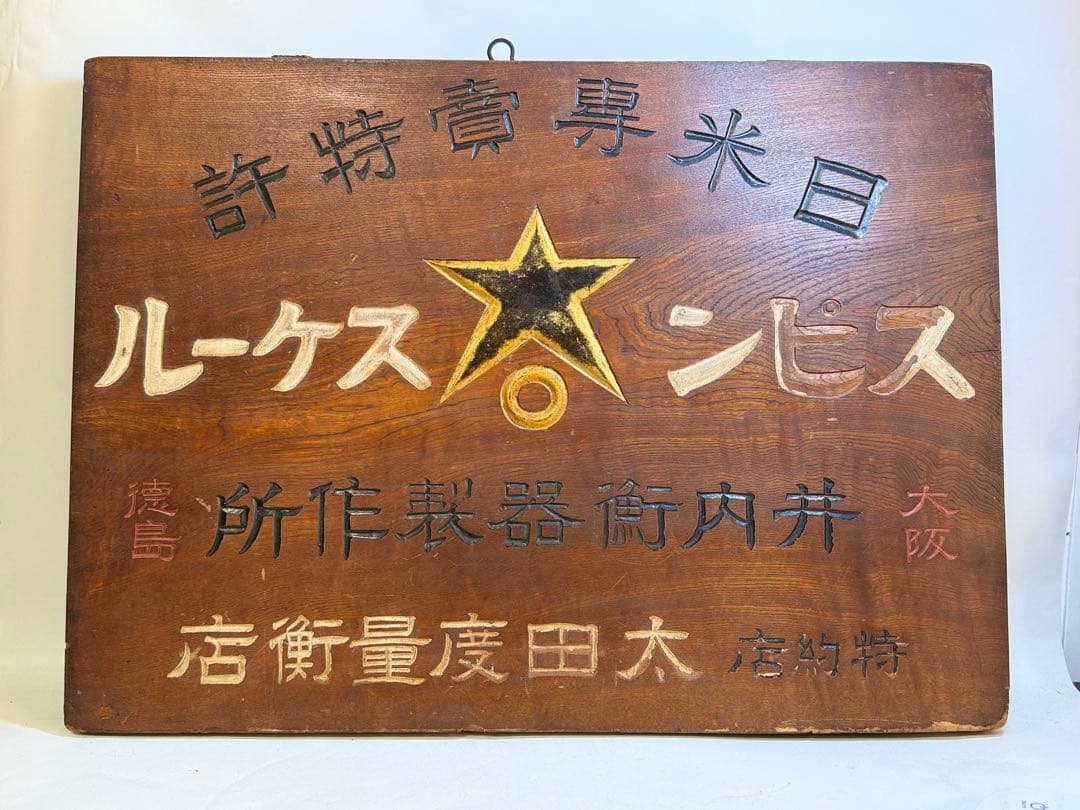 日米專賣特許
スピンスケール
大阪 井内衡器製作所 徳島
特約店 太田度量衡店